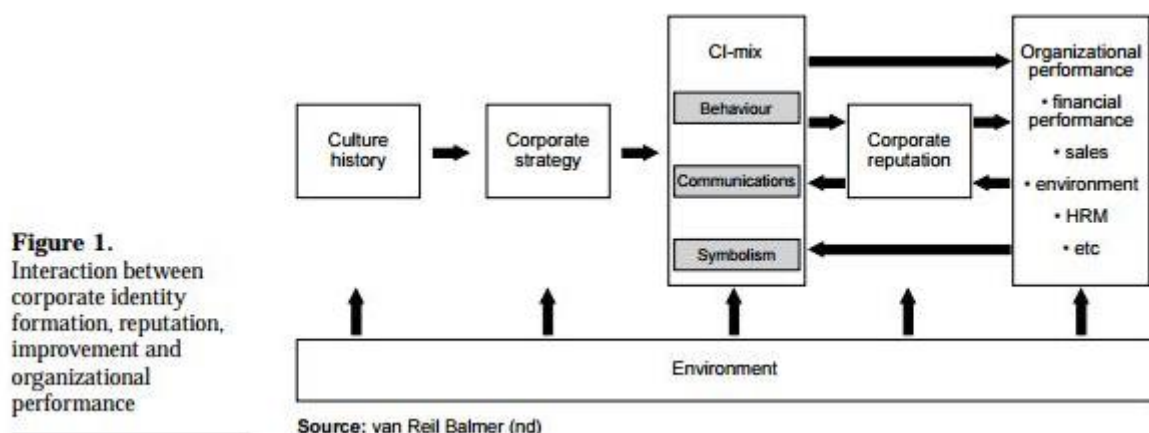 Figure 1.
Interaction between
corporate identity
formation, reputation,
improvement and
organizational
performance
Culture
history
Corporate
strategy
CI-mix
Behaviour
Communications
Symbolism
Corporate
reputation
Organizational
performance
• financial
performance
• sales
• environment
• HRM
• etc
Environment
Source: van Reil Balmer (nd)